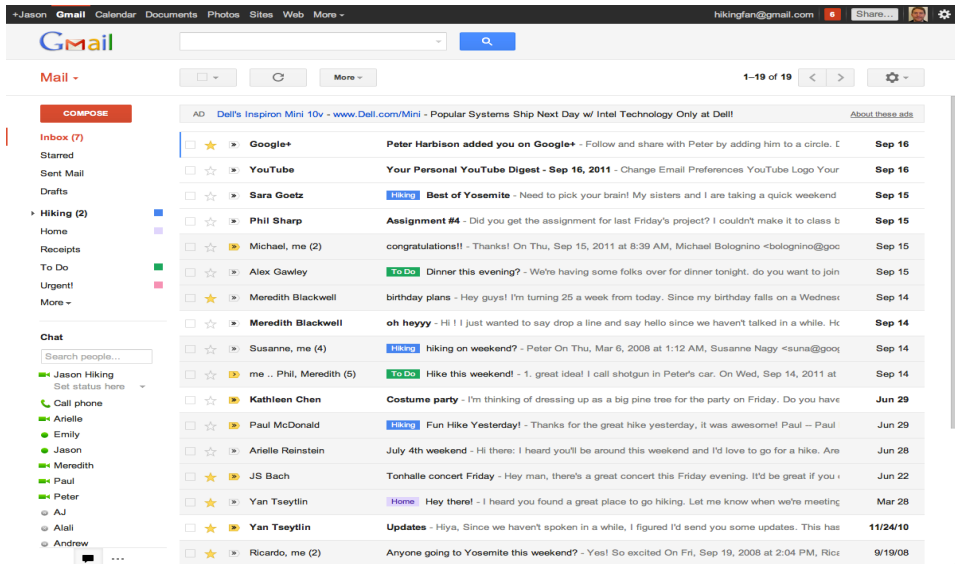 +Jason Gmail Calendar Documents Photos Sites Web More hikingfan@gmail.com 6 Share...
Gmail
Mail More 1–19 of 19
COMPOSE
AD Dell's Inspiron Mini 10v - www.Dell.com/Mini - Popular Systems Ship Next Day w/ Intel Technology Only at Dell! About these ads
Inbox (7)
Starred
Sent Mail
Drafts
Hiking (2)
Home
Receipts
To Do
Urgent!
More
Chat
Search people...
Jason Hiking
Set status here
Call phone
Arielle
Emily
Jason
Meredith
Paul
Peter
AJ
Alali
Andrew
Google+ Peter Harbison added you on Google+ - Follow and share with Peter by adding him to a circle. Sep 16
YouTube Your Personal YouTube Digest - Sep 16, 2011 - Change Email Preferences YouTube Logo Your Sep 16
Sara Goetz Hiking Best of Yosemite - Need to pick your brain! My sisters and I are taking a quick weekend Sep 15
Phil Sharp Assignment #4 - Did you get the assignment for last Friday's project? I couldn't make it to class b Sep 15
Michael, me (2) congratulations!! - Thanks! On Thu, Sep 15, 2011 at 8:39 AM, Michael Bolognino <bolognino@goo Sep 15
Alex Gawley To Do Dinner this evening? - We're having some folks over for dinner tonight. do you want to join Sep 15
Meredith Blackwell birthday plans - Hey guys! I'm turning 25 a week from today. Since my birthday falls on a Wednes Sep 14
Meredith Blackwell oh heyyy - Hi ! I just wanted to say drop a line and say hello since we haven't talked in a while. Sep 14
Susanne, me (4) Hiking hiking on weekend? - Peter On Thu, Mar 6, 2008 at 1:12 AM, Susanne Nagy <suna@goo Sep 14
me .. Phil, Meredith (5) To Do Hike this weekend! - 1. great idea! I call shotgun in Peter's car. On Wed, Sep 14, 2011 at Sep 14
Kathleen Chen Costume party - I'm thinking of dressing up as a big pine tree for the party on Friday. Do you have Jun 29
Paul McDonald Hiking Fun Hike Yesterday! - Thanks for the great hike yesterday, it was awesome! Paul -- Paul Jun 29
Arielle Reinstein July 4th weekend - Hi there: I heard you'll be around this weekend and I'd love to go for a hike. Are Jun 28
JS Bach Tonhalle concert Friday - Hey man, there's a great concert this Friday evening. It'd be great if you Jun 22
Yan Tseytlin Home Hey there! - I heard you found a great place to go hiking. Let me know when we're meeting Mar 28
Yan Tseytlin Updates - Hiya, Since we haven't spoken in a while, I figured I'd send you some updates. This has 11/24/10
Ricardo, me (2) Anyone going to Yosemite this weekend? - Yes! So excited On Fri, Sep 19, 2008 at 2:04 PM, Rica 9/19/08